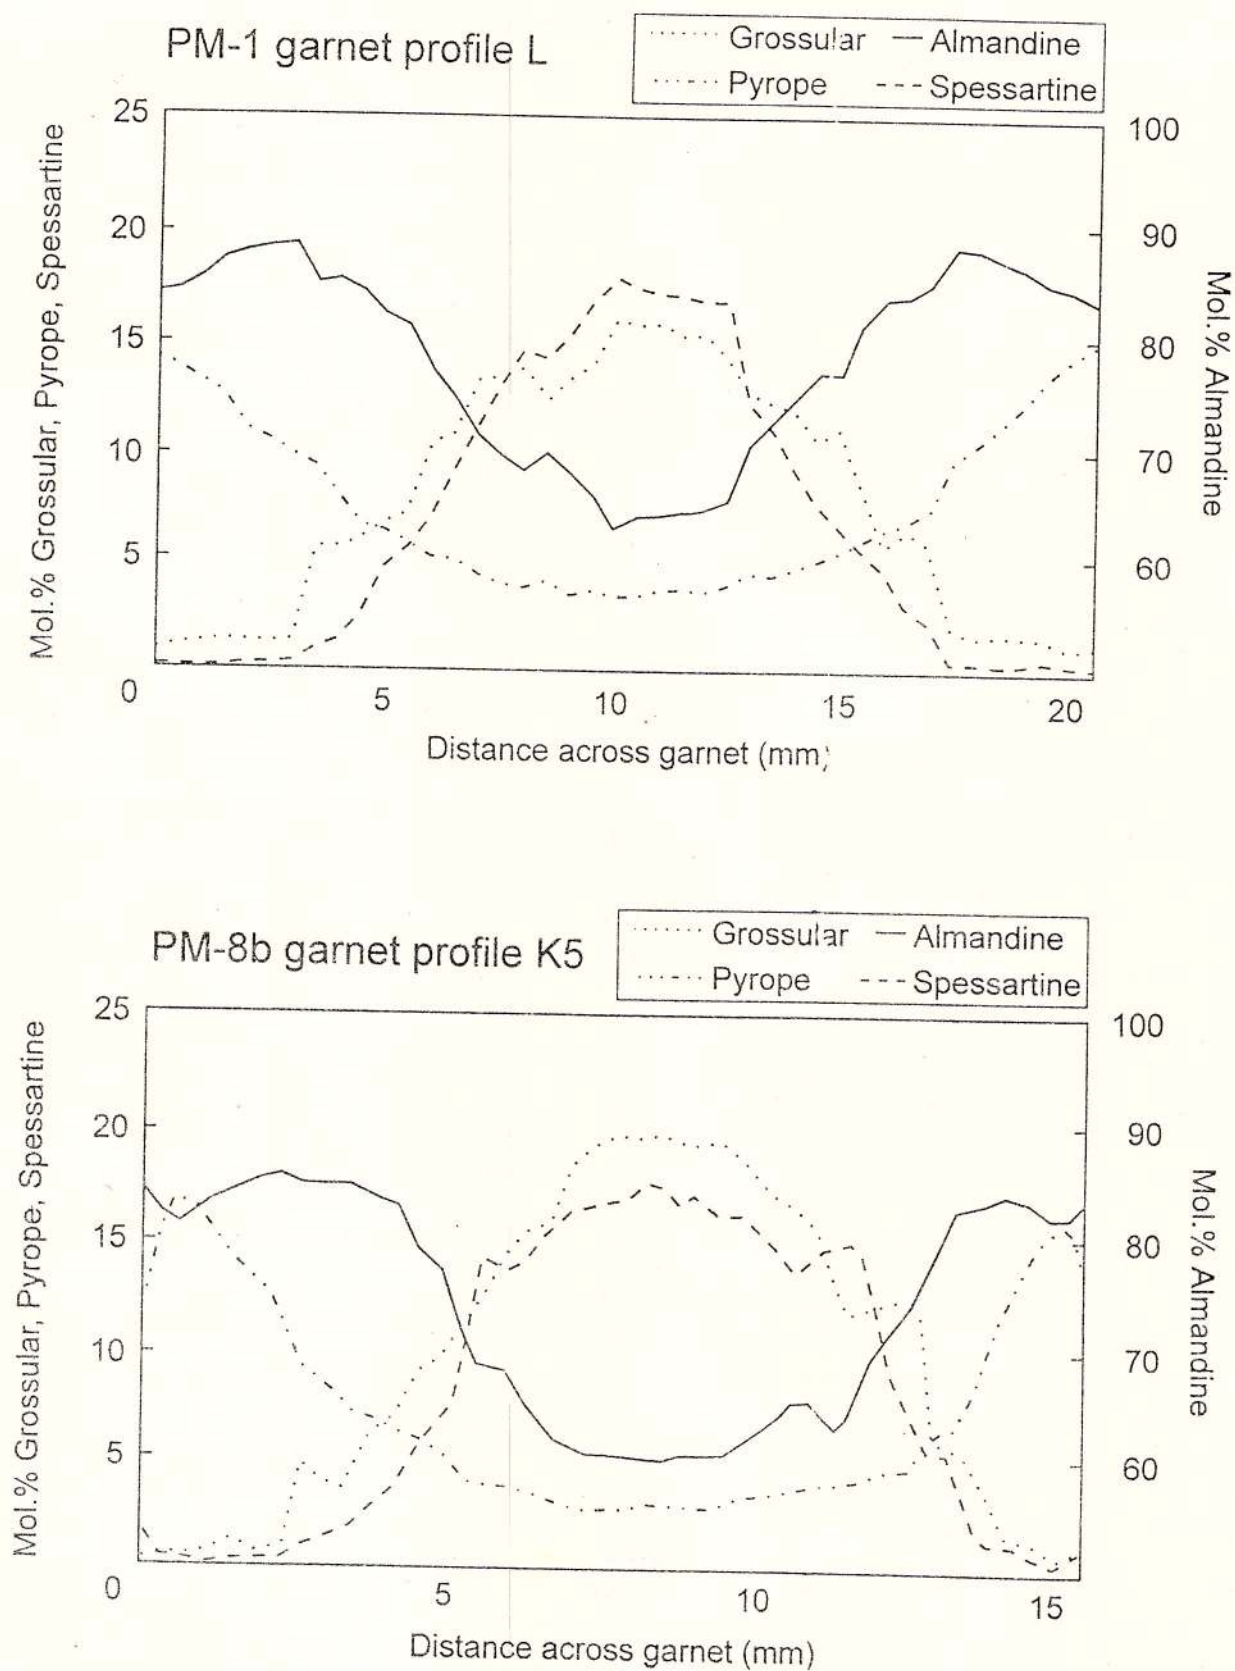 PM-1 garnet profile L
Grossular Almandine
Pyrope Spessartine
25
20
15
10
5
0
Mol.% Grossular, Pyrope, Spessartine
100
90
80
70
60
Mol.% Almandine
5 10 15 20
Distance across garnet (mm)
PM-8b garnet profile K5
Grossular Almandine
Pyrope Spessartine
25
20
15
10
5
0
Mol.% Grossular, Pyrope, Spessartine
100
90
80
70
60
Mol.% Almandine
5 10 15
Distance across garnet (mm)